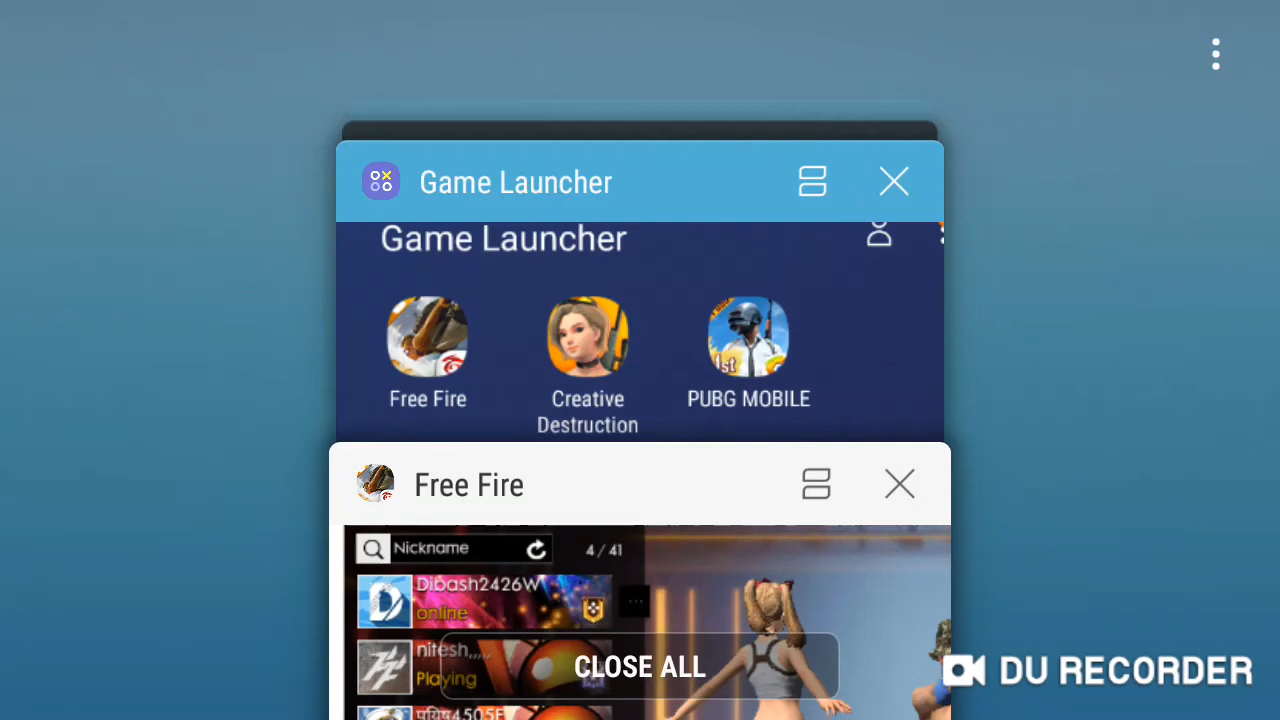 Game Launcher
Game Launcher
Free Fire
Creative
Destruction
PUBG MOBILE
Free Fire
Nickname
4/41
Dibash2426W
online
nitesh,,,,,
Playing
CLOSE ALL
DU RECORDER